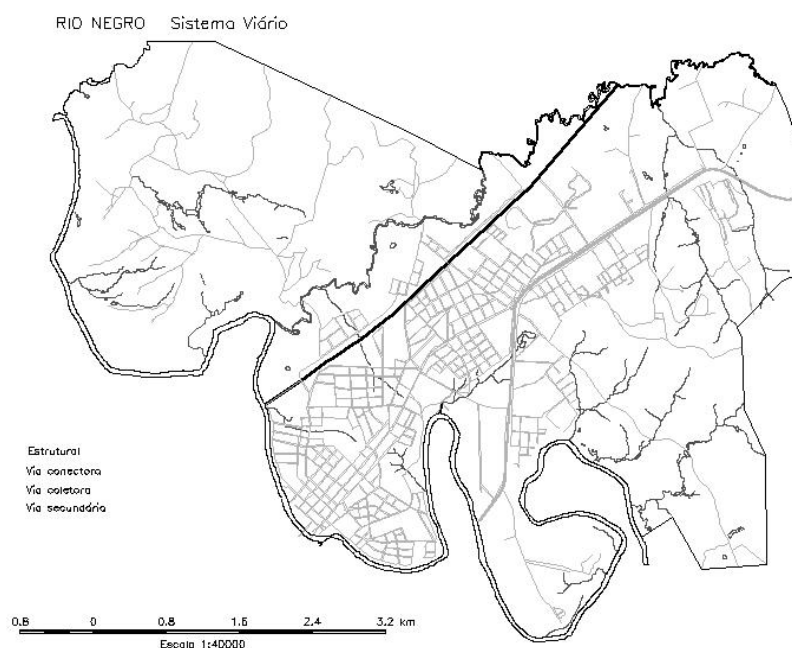 RIO NEGRO Sistema Viário
Estrutural
Via conectora
Via coletora
Via secundária
0.8 0 0.8 1.6 2.4 3.2 km
Escala 1:40000